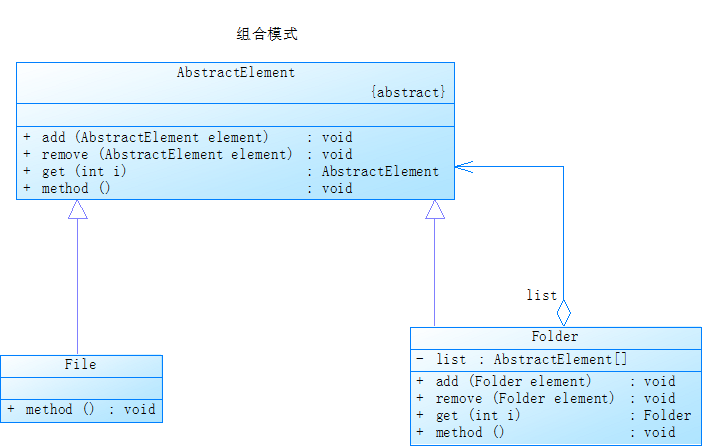 组合模式
AbstractElement
{abstract}
+ add (AbstractElement element) : void
+ remove (AbstractElement element) : void
+ get (int i) : AbstractElement
+ method () : void
list
Folder
- list : AbstractElement[]
+ add (Folder element) : void
+ remove (Folder element) : void
+ get (int i) : Folder
+ method () : void
File
+ method () : void